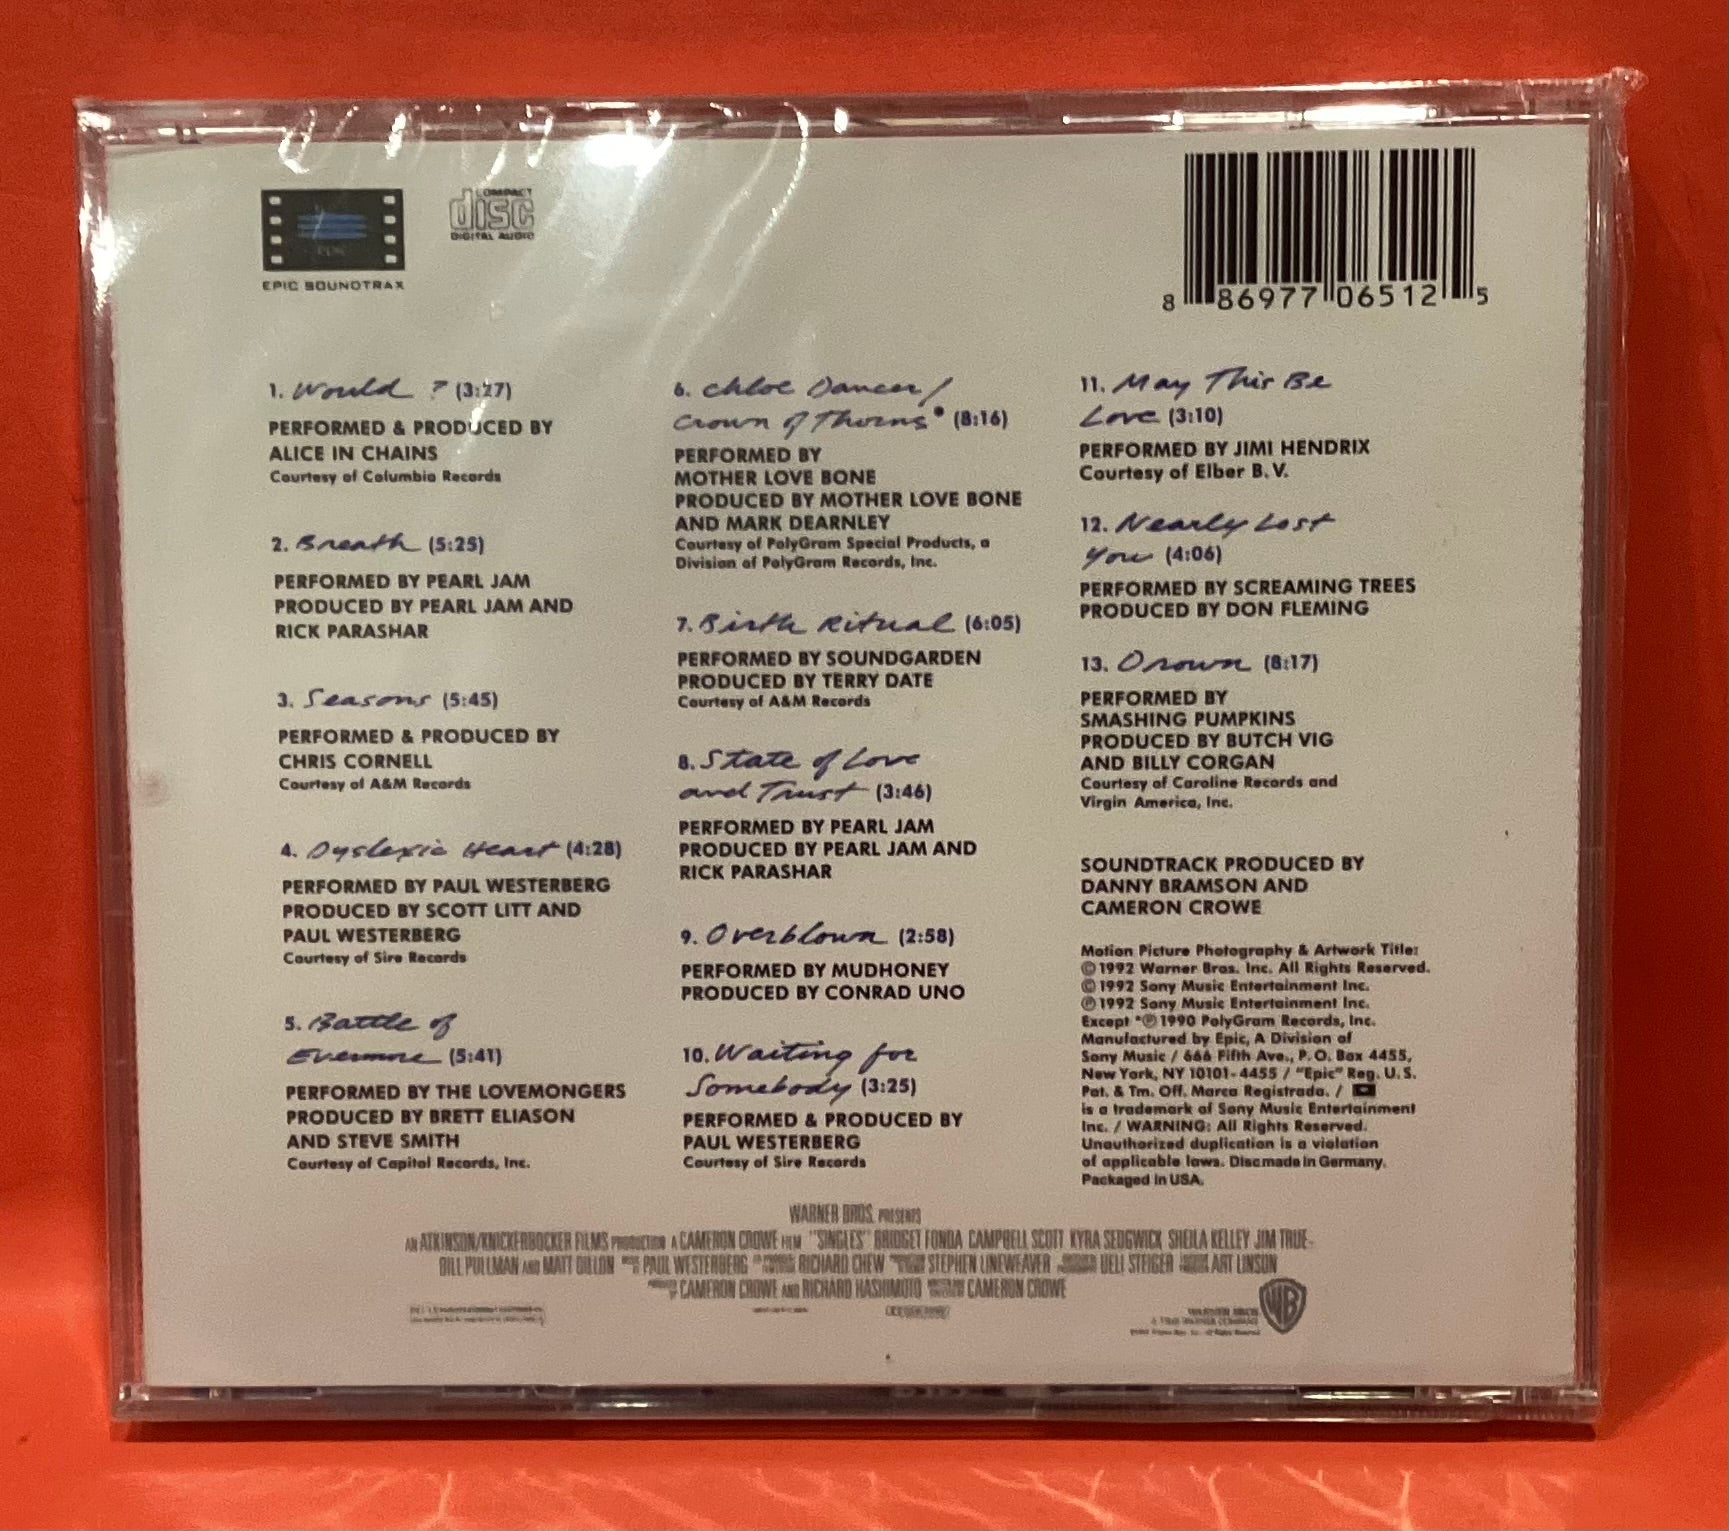 EPIC SOUNDTRAX
COMPACT
disc
DIGITAL AUDIO
8 86977 06512 5
1. Would? (3:27)
PERFORMED & PRODUCED BY
ALICE IN CHAINS
Courtesy of Columbia Records
2. Breath (5:25)
PERFORMED BY PEARL JAM
PRODUCED BY PEARL JAM AND
RICK PARASHAR
3. Seasons (5:45)
PERFORMED & PRODUCED BY
CHRIS CORNELL
Courtesy of A&M Records
4. Dyslexic Heart (4:28)
PERFORMED BY PAUL WESTERBERG
PRODUCED BY SCOTT LITT AND
PAUL WESTERBERG
Courtesy of Sire Records
5. Battle of
Evermore (5:41)
PERFORMED BY THE LOVEMONGERS
PRODUCED BY BRETT ELIASON
AND STEVE SMITH
Courtesy of Capitol Records, Inc.
6. Chloe Dancer/
Crown of Thorns* (8:16)
PERFORMED BY
MOTHER LOVE BONE
PRODUCED BY MOTHER LOVE BONE
AND MARK DEARNLEY
Courtesy of PolyGram Special Products, a
Division of PolyGram Records, Inc.
7. Birth Ritual (6:05)
PERFORMED BY SOUNDGARDEN
PRODUCED BY TERRY DATE
Courtesy of A&M Records
8. State of Love
and Trust (3:46)
PERFORMED BY PEARL JAM
PRODUCED BY PEARL JAM AND
RICK PARASHAR
9. Overblown (2:58)
PERFORMED BY MUDHONEY
PRODUCED BY CONRAD UNO
10. Waiting for
Somebody (3:25)
PERFORMED & PRODUCED BY
PAUL WESTERBERG
Courtesy of Sire Records
11. May This Be
Love (3:10)
PERFORMED BY JIMI HENDRIX
Courtesy of Elber B.V.
12. Nearly Lost
You (4:06)
PERFORMED BY SCREAMING TREES
PRODUCED BY DON FLEMING
13. Drown (8:17)
PERFORMED BY
SMASHING PUMPKINS
PRODUCED BY BUTCH VIG
AND BILLY CORGAN
Courtesy of Caroline Records and
Virgin America, Inc.
SOUNDTRACK PRODUCED BY
DANNY BRAMSON AND
CAMERON CROWE
Motion Picture Photography & Artwork Title:
©1992 Warner Bros. Inc. All Rights Reserved.
©1992 Sony Music Entertainment Inc.
℗1992 Sony Music Entertainment Inc.
Except *℗1990 PolyGram Records, Inc.
Manufactured by Epic, A Division of
Sony Music / 666 Fifth Ave., P.O. Box 4455,
New York, NY 10101-4455 / "Epic" Reg. U.S.
Pat. & Tm. Off. Marca Registrada. /
is a trademark of Sony Music Entertainment
Inc. / WARNING: All Rights Reserved.
Unauthorized duplication is a violation
of applicable laws. Disc made in Germany.
Packaged in USA.
WARNER BROS. PRESENTS
AN ATKINSON/KNICKERBOCKER FILMS PRODUCTION A CAMERON CROWE FILM "SINGLES" BRIDGET FONDA CAMPBELL SCOTT KYRA SEDGWICK SHEILA KELLEY JIM TRUE
BILL PULLMAN AND MATT DILLON PAUL WESTERBERG RICHARD CHEW STEPHEN LINEWEAVER UELI STEIGER ART LINSON
CAMERON CROWE AND RICHARD HASHIMOTO CAMERON CROWE
WARNER BROS
WB